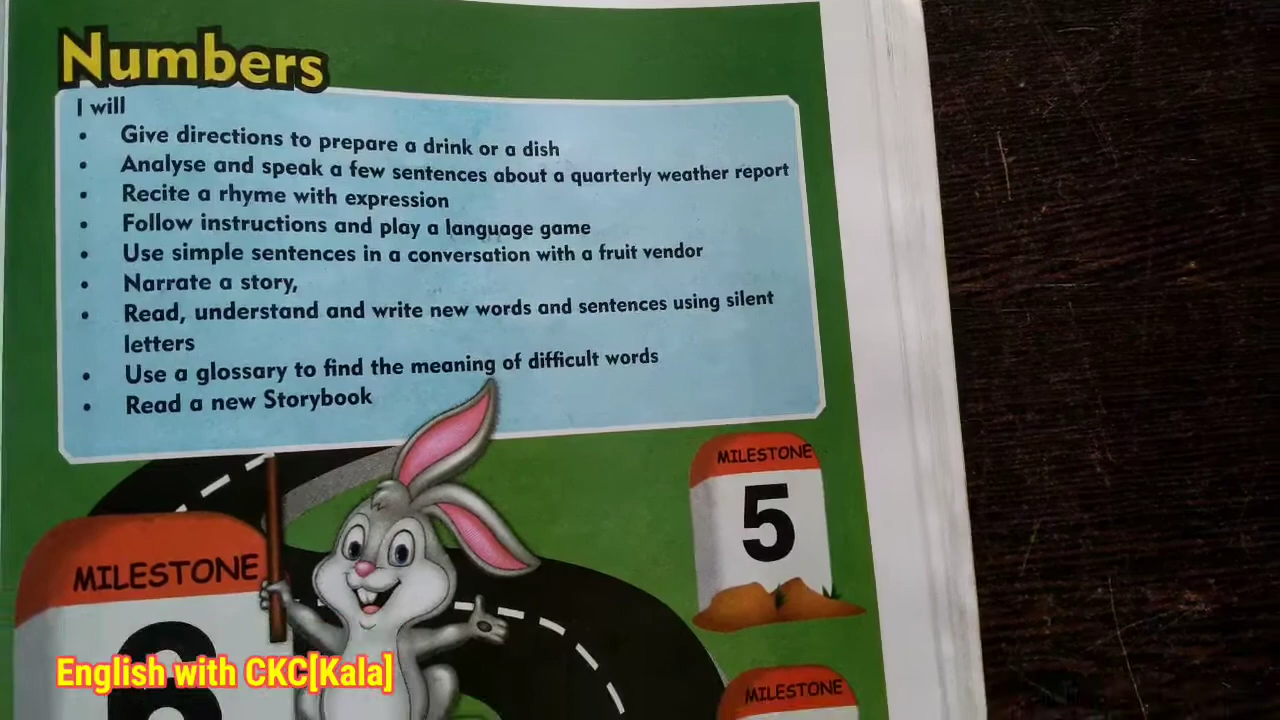 Numbers
I will
• Give directions to prepare a drink or a dish
• Analyse and speak a few sentences about a quarterly weather report
• Recite a rhyme with expression
• Follow instructions and play a language game
• Use simple sentences in a conversation with a fruit vendor
• Narrate a story,
• Read, understand and write new words and sentences using silent
letters
• Use a glossary to find the meaning of difficult words
• Read a new Storybook
MILESTONE
5
MILESTONE
MILESTONE
English with CKC[Kala]